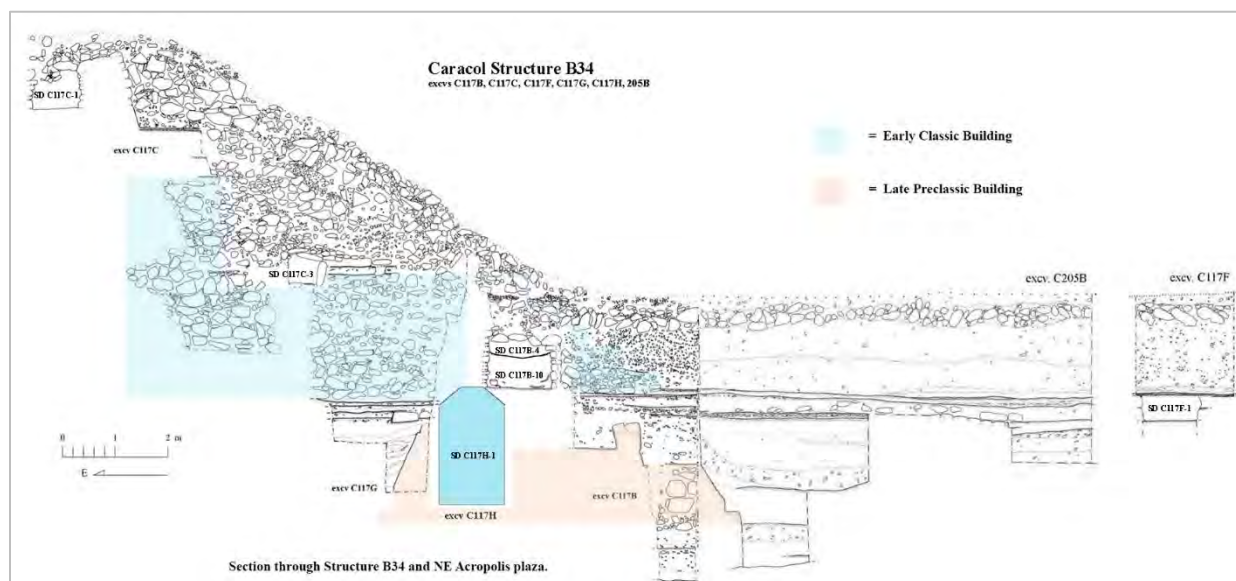 Caracol Structure B34
excvs C117B, C117C, C117F, C117G, C117H, 205B
SD C117C-1
excv C117C
= Early Classic Building
= Late Preclassic Building
SD C117C-3
excv. C205B
excv. C117F
SD C117B-4
SD C117B-10
SD C117F-1
0 1 2 m
E
SD C117H-1
excv C117G
excv C117B
excv C117H
Section through Structure B34 and NE Acropolis plaza.